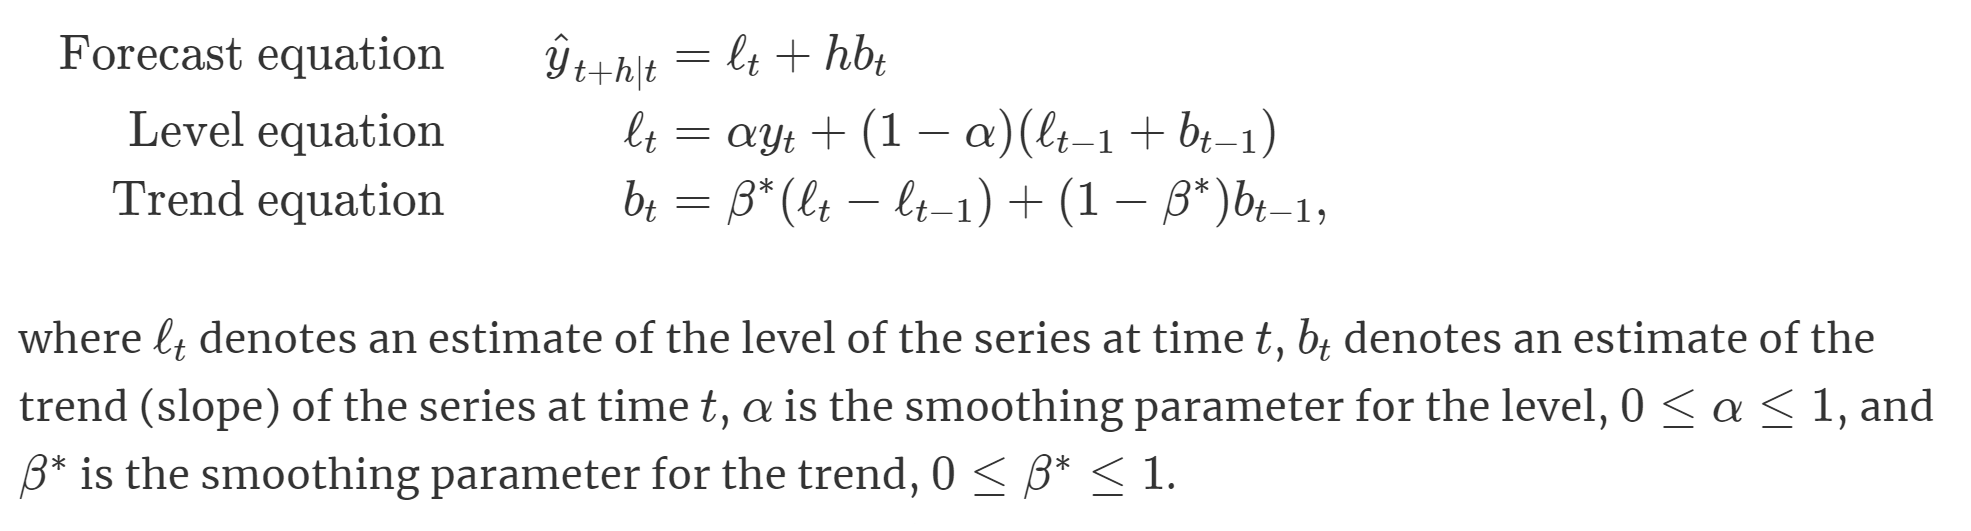 Forecast equation ŷ_{t+h|t} = ℓ_t + hb_t
Level equation ℓ_t = αy_t + (1 − α)(ℓ_{t−1} + b_{t−1})
Trend equation b_t = β*(ℓ_t − ℓ_{t−1}) + (1 − β*)b_{t−1},
where ℓ_t denotes an estimate of the level of the series at time t, b_t denotes an estimate of the
trend (slope) of the series at time t, α is the smoothing parameter for the level, 0 ≤ α ≤ 1, and
β* is the smoothing parameter for the trend, 0 ≤ β* ≤ 1.